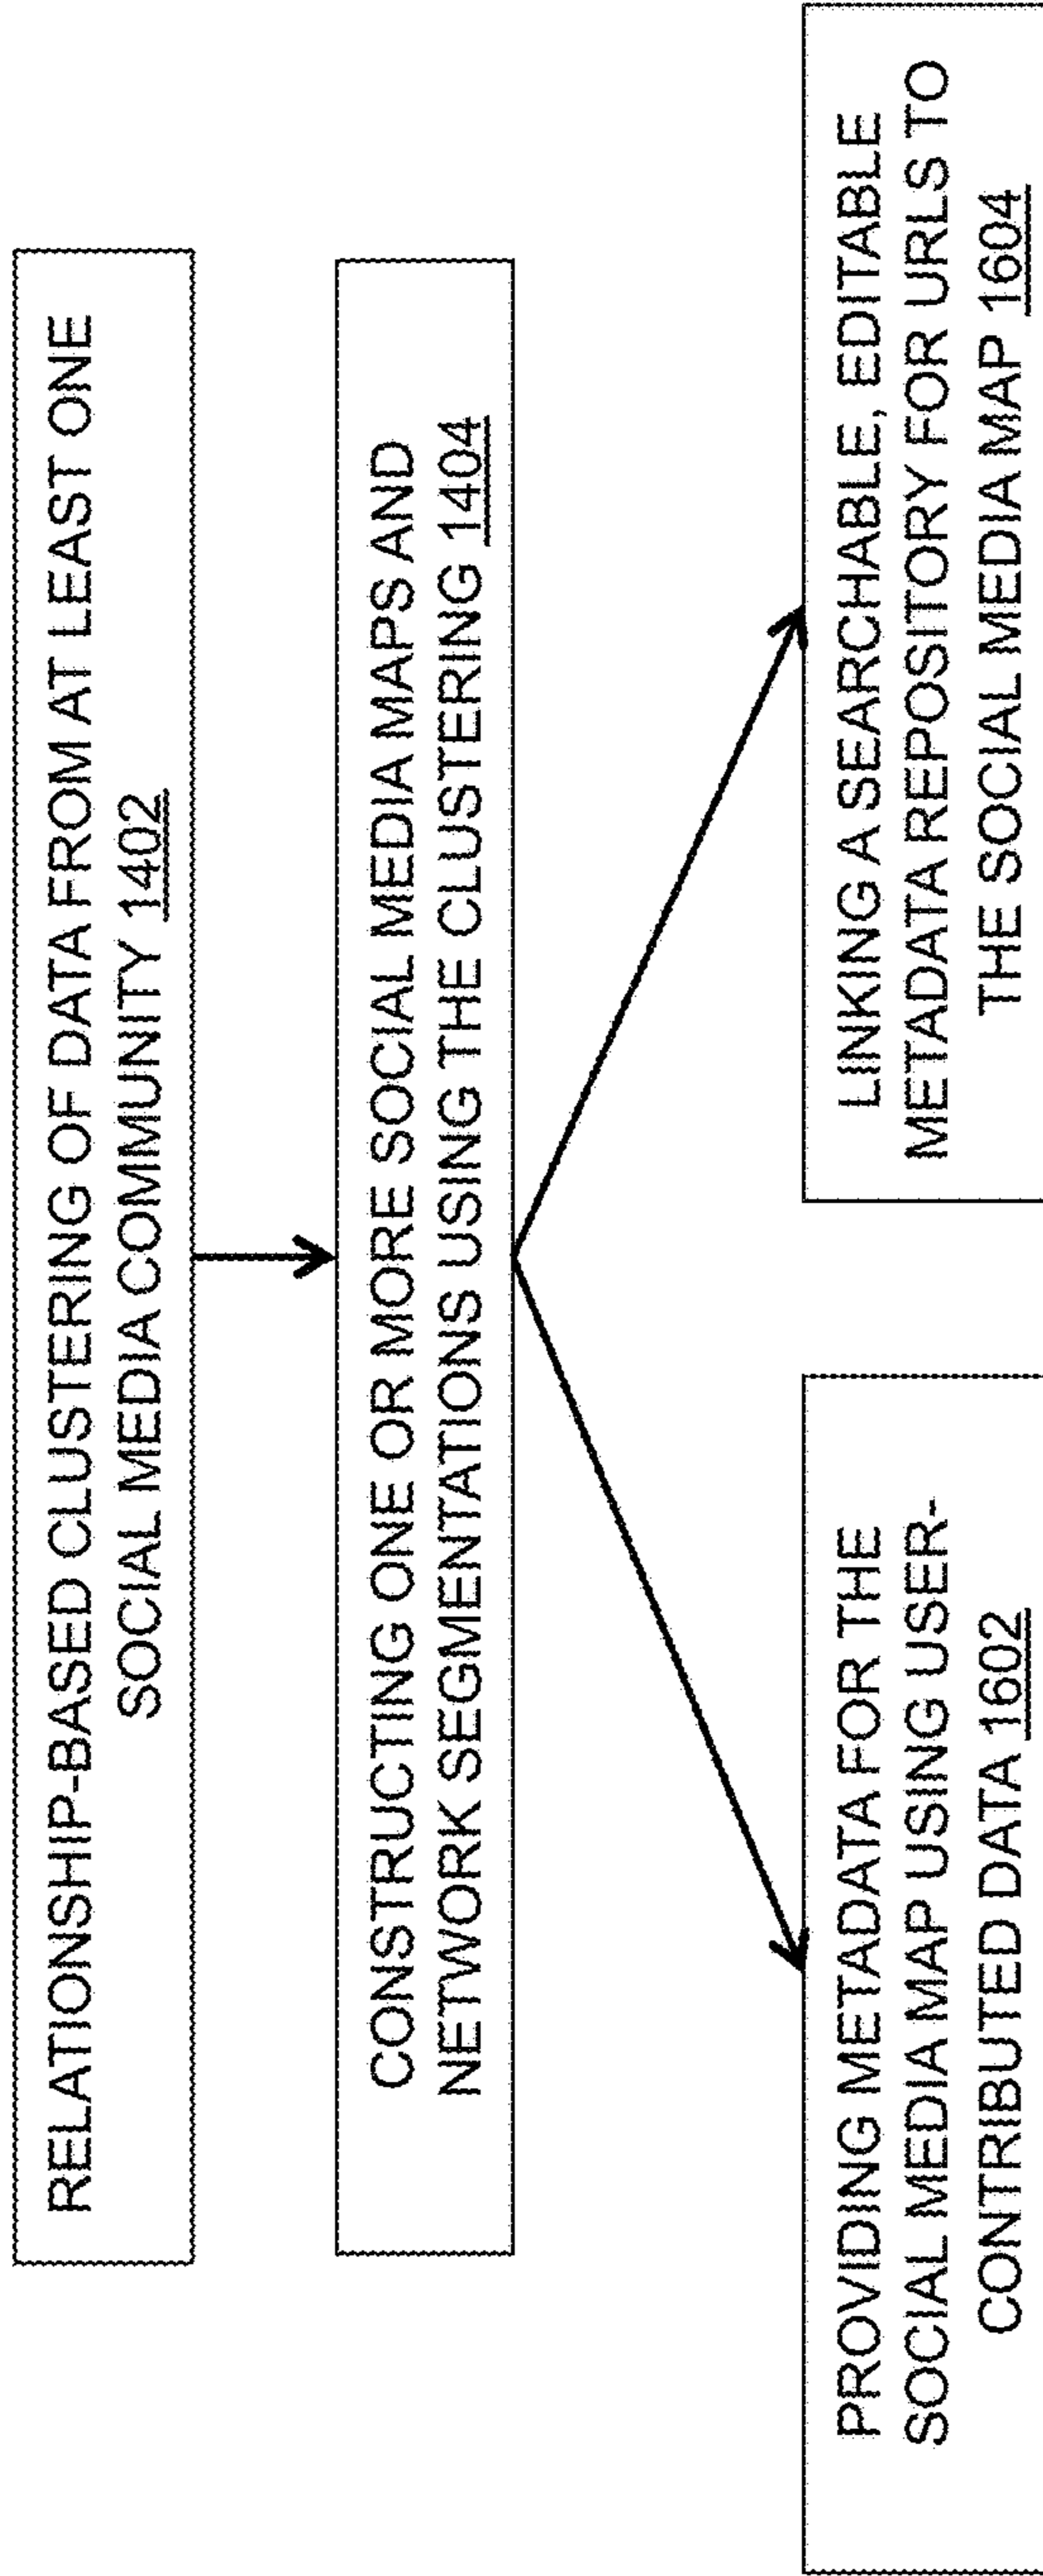 RELATIONSHIP-BASED CLUSTERING OF DATA FROM AT LEAST ONE
SOCIAL MEDIA COMMUNITY 1402
CONSTRUCTING ONE OR MORE SOCIAL MEDIA MAPS AND
NETWORK SEGMENTATIONS USING THE CLUSTERING 1404
PROVIDING METADATA FOR THE
SOCIAL MEDIA MAP USING USER-
CONTRIBUTED DATA 1602
LINKING A SEARCHABLE, EDITABLE
METADATA REPOSITORY FOR URLS TO
THE SOCIAL MEDIA MAP 1604